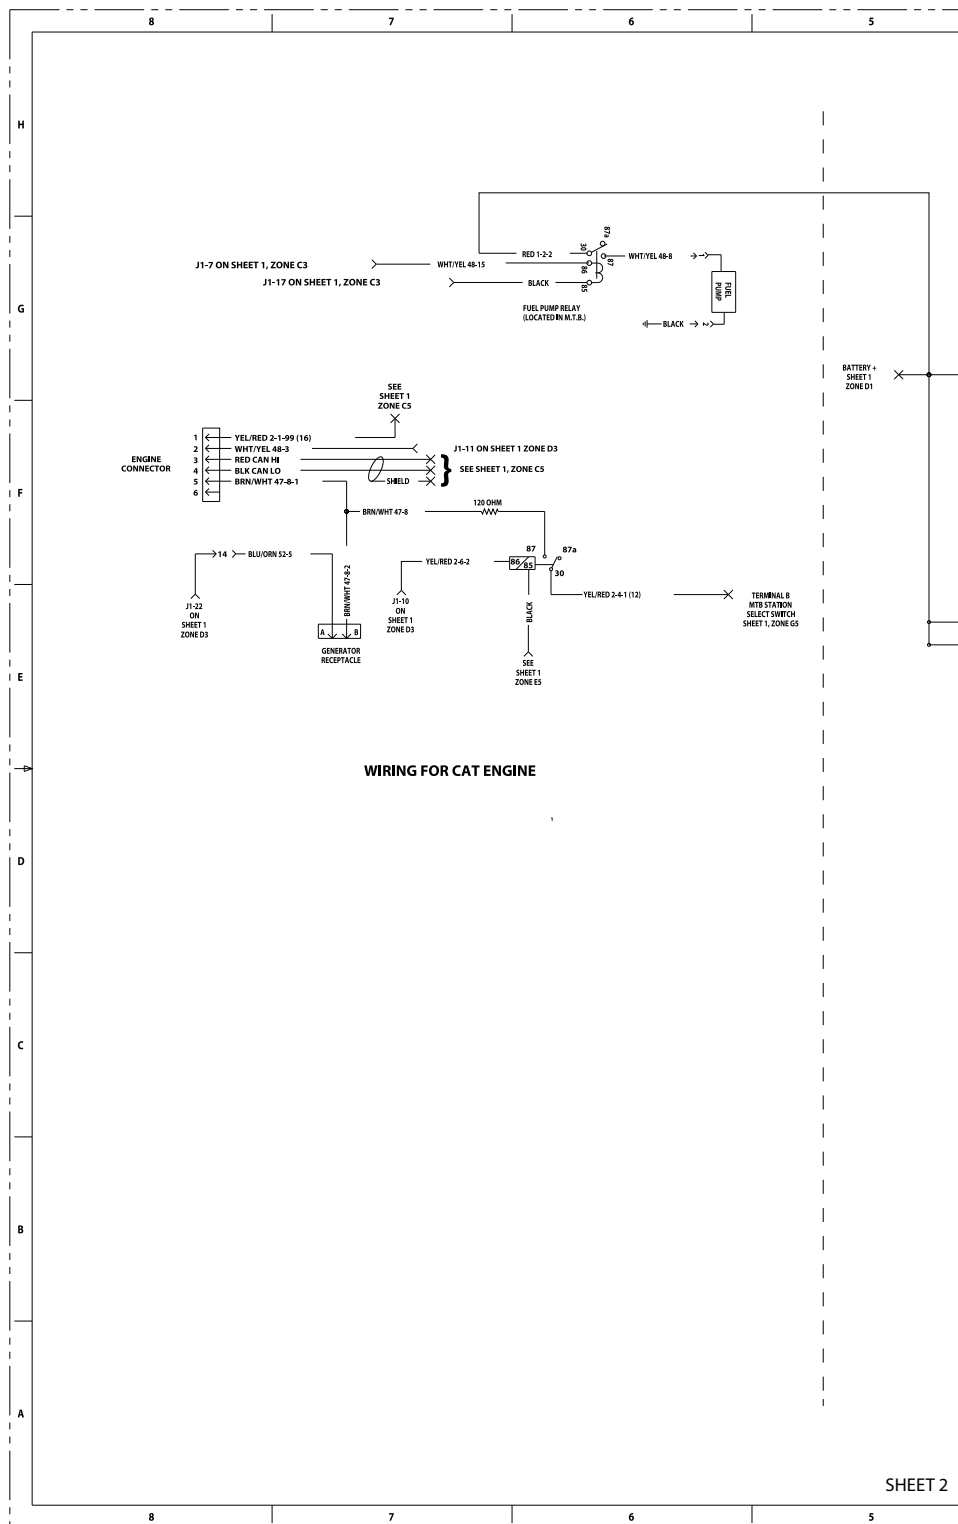 8 7 6 5
H
87a
30
RED 1-2-2
87
WHT/YEL 48-8
1
J1-7 ON SHEET 1, ZONE C3
WHT/YEL 48-15
86
J1-17 ON SHEET 1, ZONE C3
BLACK
85
FUEL
PUMP
G
FUEL PUMP RELAY
(LOCATED IN M.T.B.)
BLACK
2
BATTERY +
SHEET 1
ZONE D1
SEE
SHEET 1
ZONE C5
ENGINE
CONNECTOR
1 YEL/RED 2-1-99 (16)
2 WHT/YEL 48-3
J1-11 ON SHEET 1 ZONE D3
3 RED CAN HI
4 BLK CAN LO
SEE SHEET 1, ZONE C5
5 BRN/WHT 47-8-1
SHIELD
6
F
BRN/WHT 47-8
120 OHM
14
BLU/ORN 52-5
BRN/WHT 47-8-2
YEL/RED 2-6-2
87
87a
86
85
30
YEL/RED 2-4-1 (12)
TERMINAL B
MTB STATION
SELECT SWITCH
SHEET 1, ZONE G5
J1-22
ON
SHEET 1
ZONE D3
J1-10
ON
SHEET 1
ZONE D3
BLACK
A B
GENERATOR
RECEPTACLE
SEE
SHEET 1
ZONE E5
E
WIRING FOR CAT ENGINE
D
C
B
A
SHEET 2
8 7 6 5